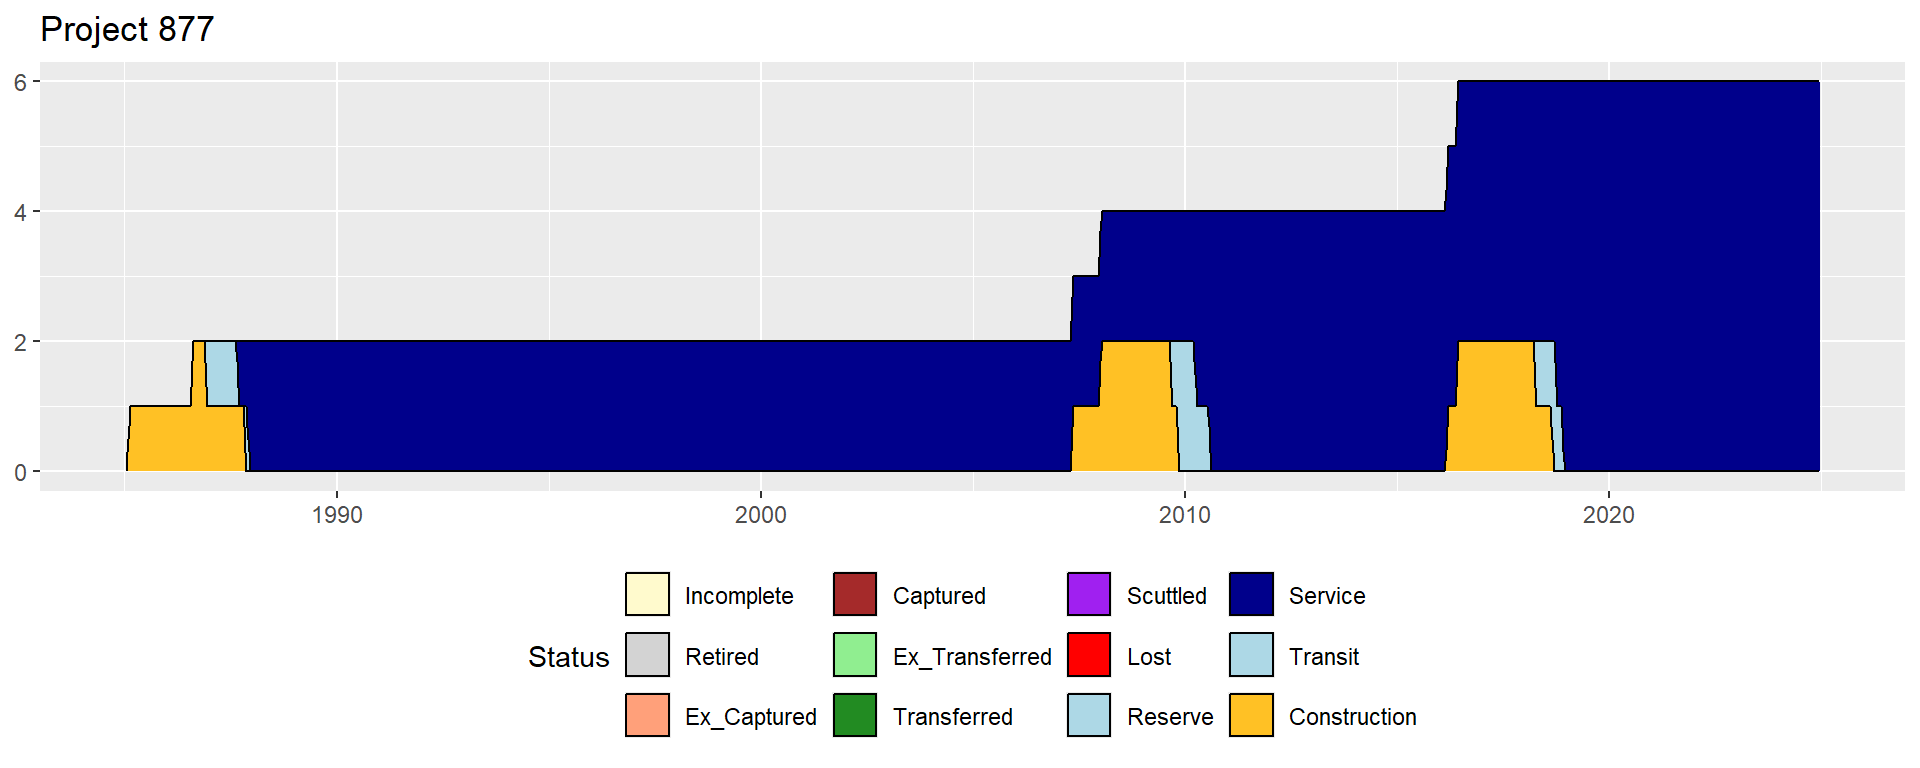 Project 877
6
4
2
0
1990 2000 2010 2020
Incomplete Captured Scuttled Service
Status Retired Ex_Transferred Lost Transit
Ex_Captured Transferred Reserve Construction